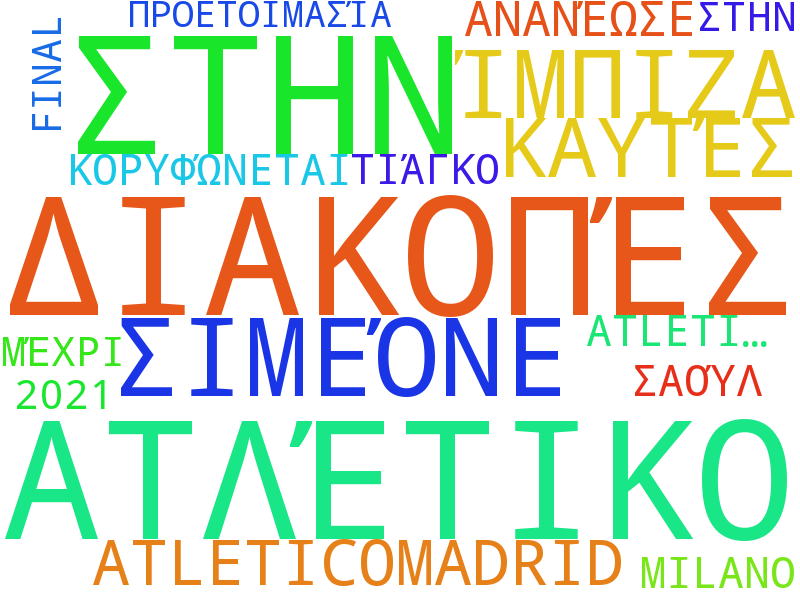 ΠΡΟΕΤΟΙΜΑΣΊΑ
ΑΝΑΝΈΩΣΕ
ΣΤΗΝ
FINAL
ΣΤΗΝ
ΊΜΠΙΖΑ
ΚΑΥΤΈΣ
ΚΟΡΥΦΏΝΕΤΑΙ
ΤΙΆΓΚΟ
ΔΙΑΚΟΠΈΣ
ΣΙΜΕΌΝΕ
ATLETI…
ΜΈΧΡΙ
ΣΑΟΎΛ
2021
ΑΤΛΈΤΙΚΟ
ATLETICOMADRID
MILANO